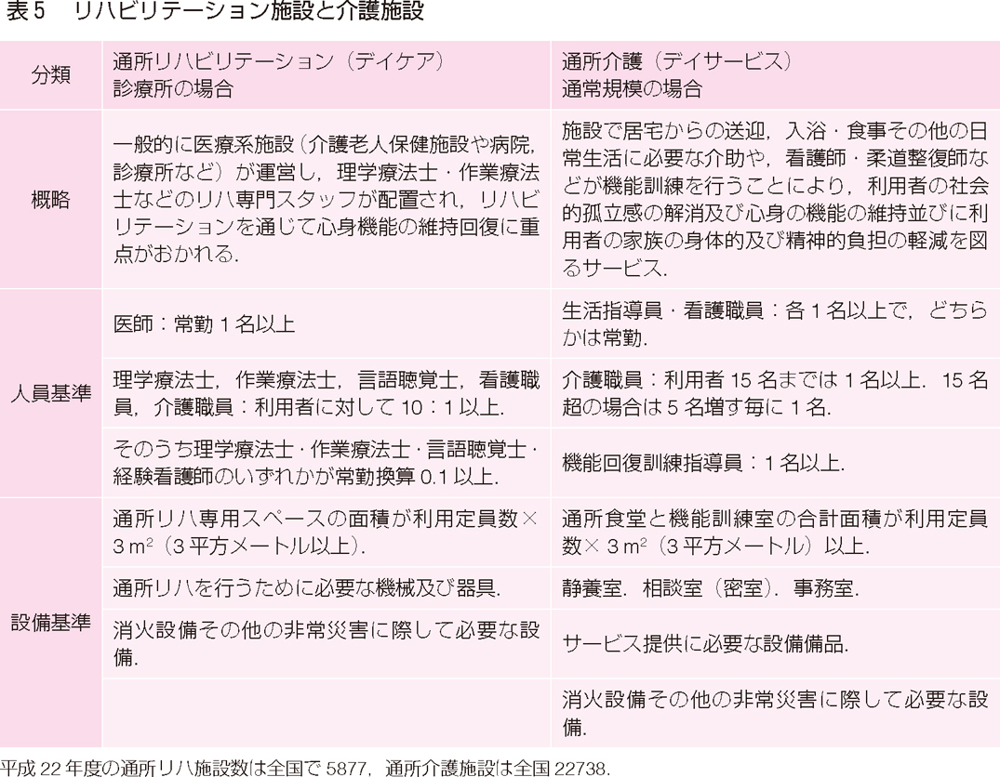 表5　リハビリテーション施設と介護施設
分類
通所リハビリテーション（デイケア）
診療所の場合
通所介護（デイサービス）
通常規模の場合
概略
一般的に医療系施設（介護老人保健施設や病院，
診療所など）が運営し，理学療法士・作業療法
士などのリハ専門スタッフが配置され，リハビ
リテーションを通じて心身機能の維持回復に重
点がおかれる．
施設で居宅からの送迎，入浴・食事その他の日
常生活に必要な介助や，看護師・柔道整復師な
どが機能訓練を行うことにより，利用者の社会
的孤立感の解消及び心身の機能の維持並びに利
用者の家族の身体的及び精神的負担の軽減を図
るサービス．
人員基準
医師：常勤1名以上
生活指導員・看護職員：各1名以上で，どちら
かは常勤．
理学療法士，作業療法士，言語聴覚士，看護職
員，介護職員：利用者に対して10：1以上．
介護職員：利用者15名までは1名以上．15名
超の場合は5名増す毎に1名．
そのうち理学療法士・作業療法士・言語聴覚士・
経験看護師のいずれかが常勤換算0.1以上．
機能回復訓練指導員：1名以上．
設備基準
通所リハ専用スペースの面積が利用定員数×
3m²（3平方メートル以上）．
通所食堂と機能訓練室の合計面積が利用定員
数×3m²（3平方メートル）以上．
通所リハを行うために必要な機械及び器具．
静養室．相談室（密室）．事務室．
消火設備その他の非常災害に際して必要な設
備．
サービス提供に必要な設備備品．
消火設備その他の非常災害に際して必要な設
備．
平成22年度の通所リハ施設数は全国で5877，通所介護施設は全国22738．